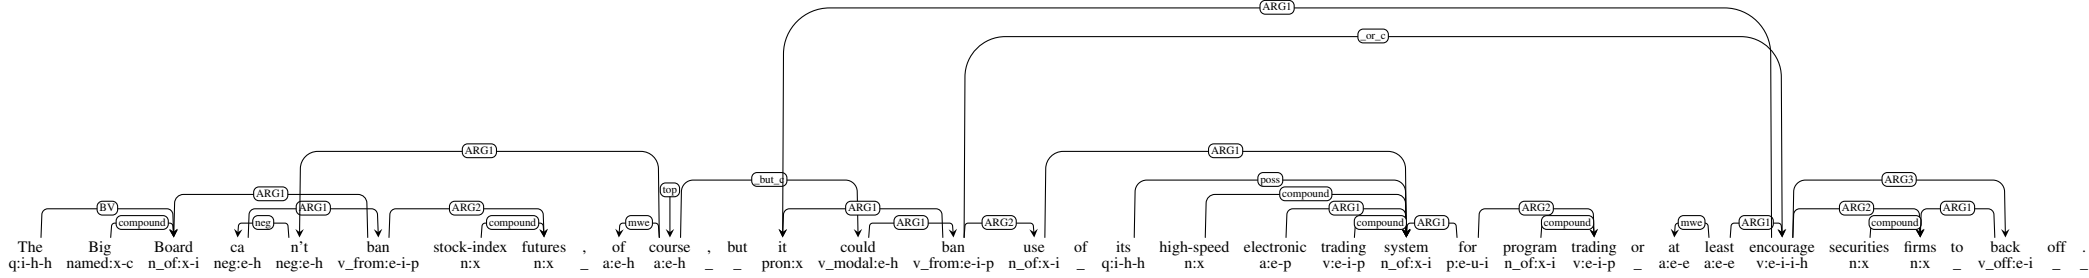 ARG1
_or_c
ARG1 ARG1
_but_c poss
top ARG3
ARG1 compound
BV ARG1 ARG2 ARG1 ARG1 ARG2 ARG2 ARG1
compound neg compound mwe ARG1 ARG2 compound ARG1 compound mwe ARG1 compound
The Big Board ca n't ban stock-index futures , of course , but it could ban use of its high-speed electronic trading system for program trading or at least encourage securities firms to back off .
q:i-h-h named:x-c n_of:x-i neg:e-h neg:e-h v_from:e-i-p n:x n:x _ a:e-h a:e-h _ _ pron:x v_modal:e-h v_from:e-i-p n_of:x-i _ q:i-h-h n:x a:e-p v:e-i-p n_of:x-i p:e-u-i n_of:x-i v:e-i-p _ a:e-e a:e-e v:e-i-i-h n:x n:x _ v_off:e-i _ _